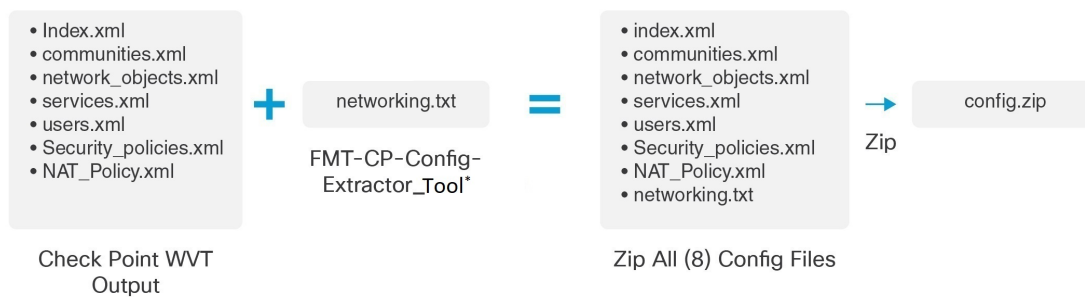 • Index.xml
• communities.xml
• network_objects.xml
• services.xml
• users.xml
• Security_policies.xml
• NAT_Policy.xml
Check Point WVT
Output
+
networking.txt
FMT-CP-Config-
Extractor_Tool*
=
• index.xml
• communities.xml
• network_objects.xml
• services.xml
• users.xml
• Security_policies.xml
• NAT_Policy.xml
• networking.txt
Zip All (8) Config Files
→
Zip
config.zip